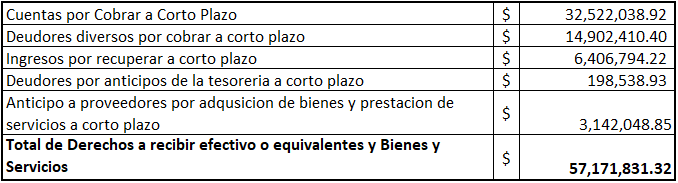 Cuentas por Cobrar a Corto Plazo $ 32,522,038.92
Deudores diversos por cobrar a corto plazo $ 14,902,410.40
Ingresos por recuperar a corto plazo $ 6,406,794.22
Deudores por anticipos de la tesoreria a corto plazo $ 198,538.93
Anticipo a proveedores por adqusicion de bienes y prestacion de
servicios a corto plazo $ 3,142,048.85
Total de Derechos a recibir efectivo o equivalentes y Bienes y
Servicios $ 57,171,831.32